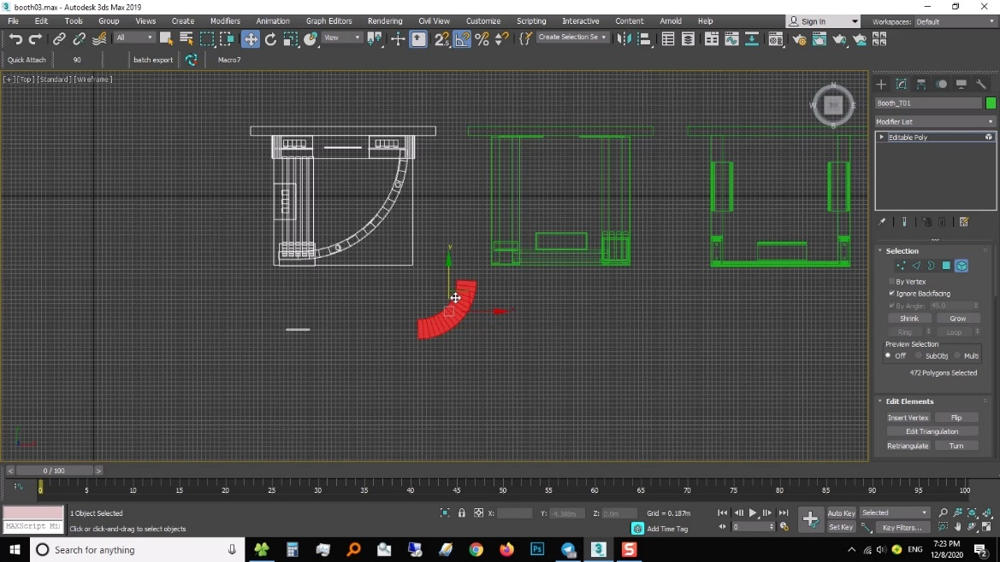 booth03.max - Autodesk 3ds Max 2019
File Edit Tools Group Views Create Modifiers Animation Graph Editors Rendering Civil View Customize Scripting Interactive Content Arnold Help Sign In Workspaces: Default
All View Create Selection Se
Quick Attach 90 batch export Macro7
[+] [Top] [Standard] [Wireframe]
N
W E
Booth_T01
Modifier List
Editable Poly
Selection
By Vertex
Ignore Backfacing
By Angle: 45.0
Shrink Grow
Ring Loop
Preview Selection
Off SubObj Multi
472 Polygons Selected
Edit Elements
Insert Vertex Flip
Edit Triangulation
Retriangulate Turn
y
0 / 100
0 5 10 15 20 25 30 35 40 45 50 55 60 65 70 75 80 85 90 95 100
1 Object Selected X: Y: -4.388m Z: 0.0m Grid = 0.187m Auto Key Selected
MAXScript Mi Click or click-and-drag to select objects Add Time Tag 0 Set Key Key Filters...
Search for anything Ps S ENG 7:23 PM
12/8/2020 2